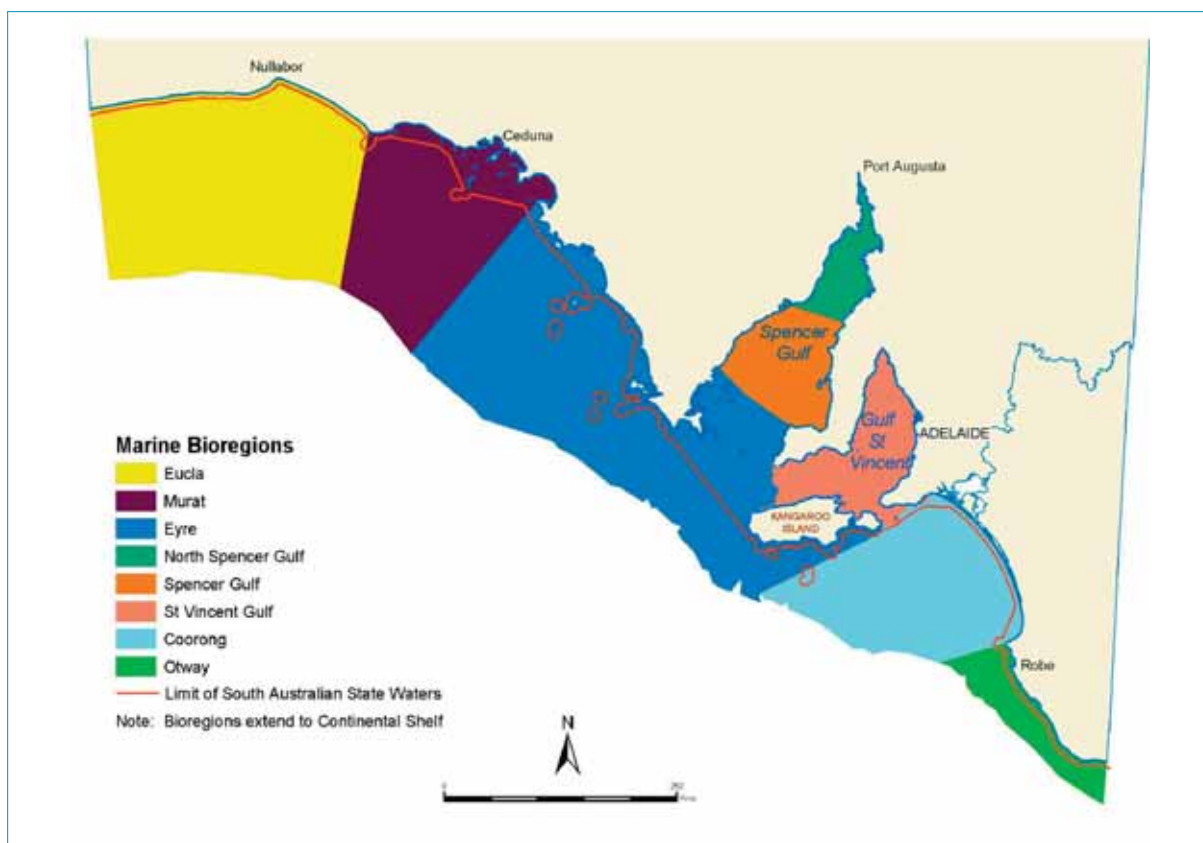 Nullabor
Ceduna
Port Augusta
Spencer
Gulf
Gulf
St
Vincent
ADELAIDE
KANGAROO
ISLAND
Robe
Marine Bioregions
Eucla
Murat
Eyre
North Spencer Gulf
Spencer Gulf
St Vincent Gulf
Coorong
Otway
Limit of South Australian State Waters
Note: Bioregions extend to Continental Shelf
N
0